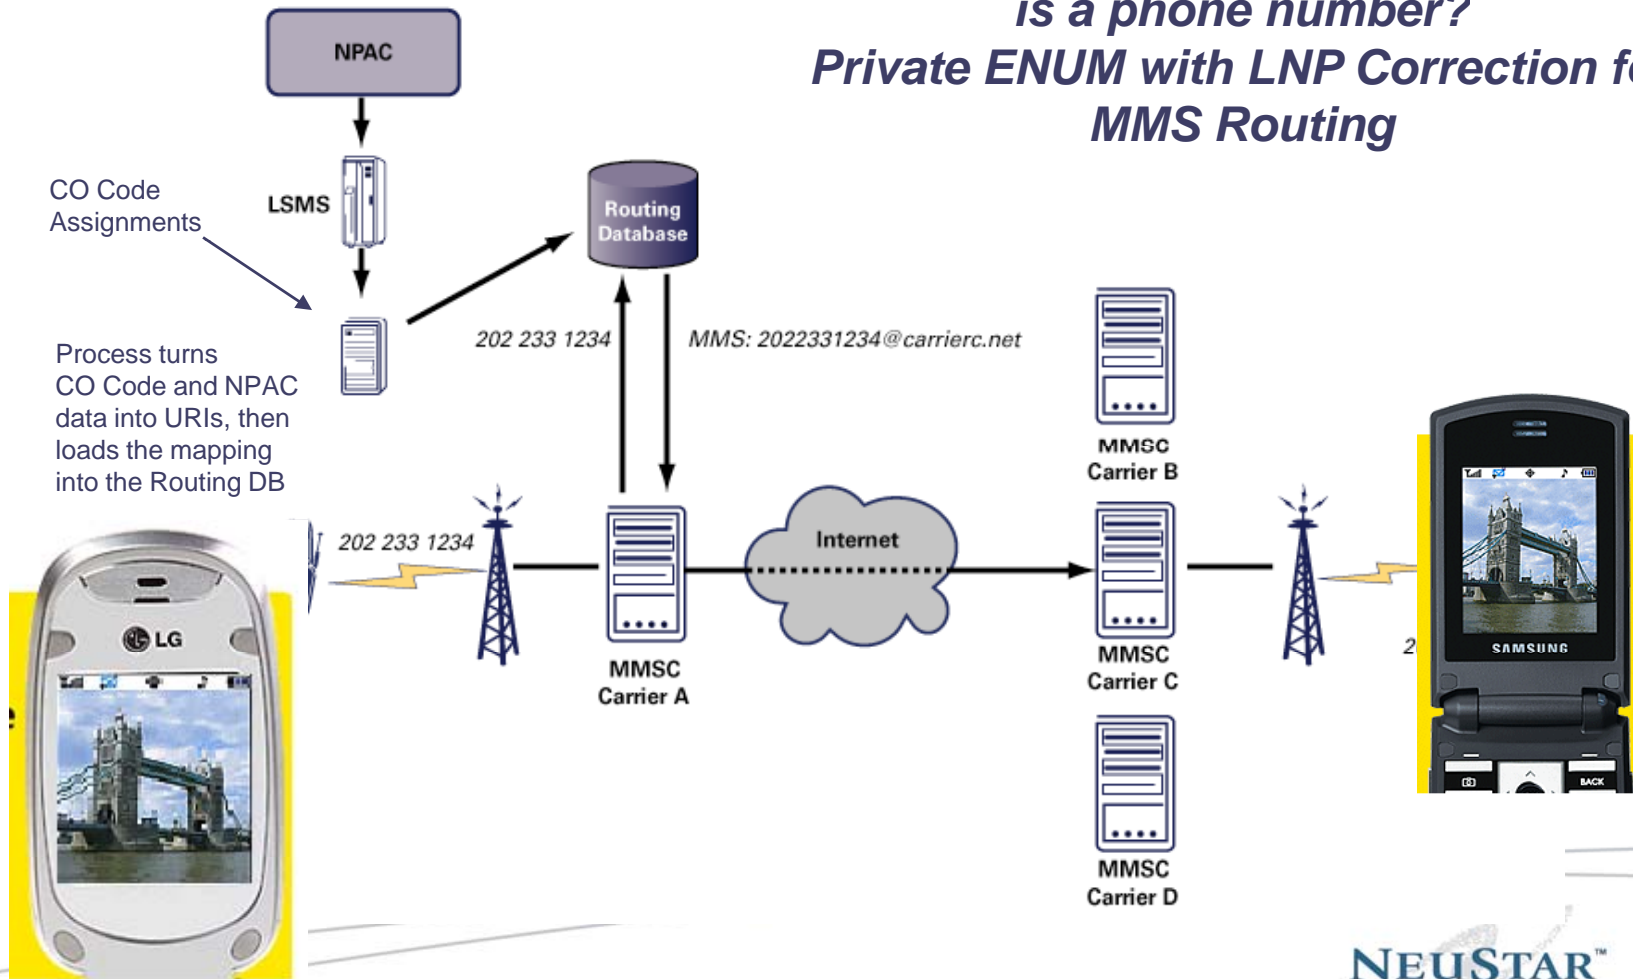 is a phone number?
Private ENUM with LNP Correction
MMS Routing
NPAC
LSMS
CO Code
Assignments
Routing
Database
202 233 1234
MMS: 2022331234@carrierc.net
Process turns
CO Code and NPAC
data into URIs, then
loads the mapping
into the Routing DB
MMSC
Carrier B
202 233 1234
Internet
MMSC
Carrier A
MMSC
Carrier C
MMSC
Carrier D
LG
SAMSUNG
BACK
NEUSTAR™